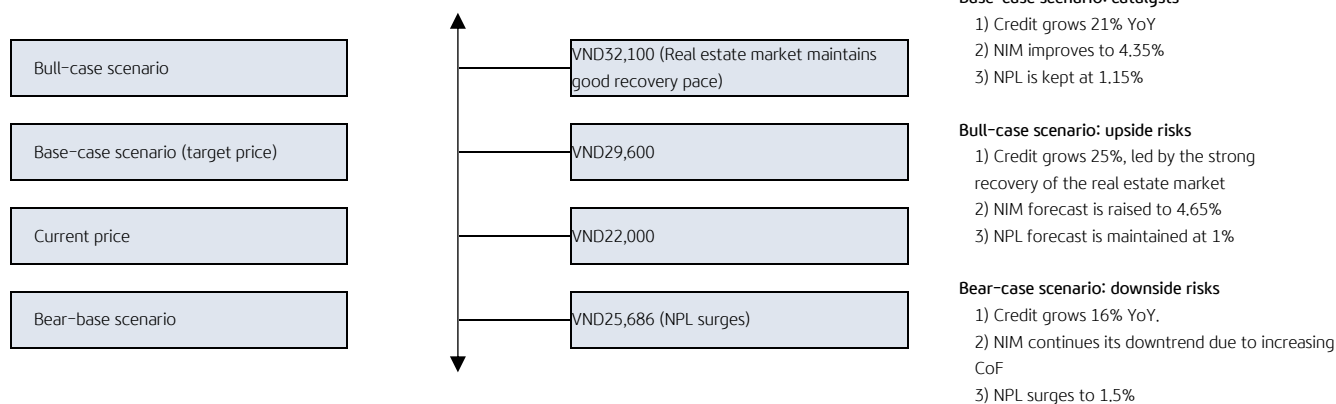 Base-case scenario: catalysts
1) Credit grows 21% YoY
2) NIM improves to 4.35%
3) NPL is kept at 1.15%
Bull-case scenario
VND32,100 (Real estate market maintains
good recovery pace)
Base-case scenario (target price)
VND29,600
Current price
VND22,000
Bear-base scenario
VND25,686 (NPL surges)
Bull-case scenario: upside risks
1) Credit grows 25%, led by the strong
recovery of the real estate market
2) NIM forecast is raised to 4.65%
3) NPL forecast is maintained at 1%
Bear-case scenario: downside risks
1) Credit grows 16% YoY.
2) NIM continues its downtrend due to increasing
CoF
3) NPL surges to 1.5%